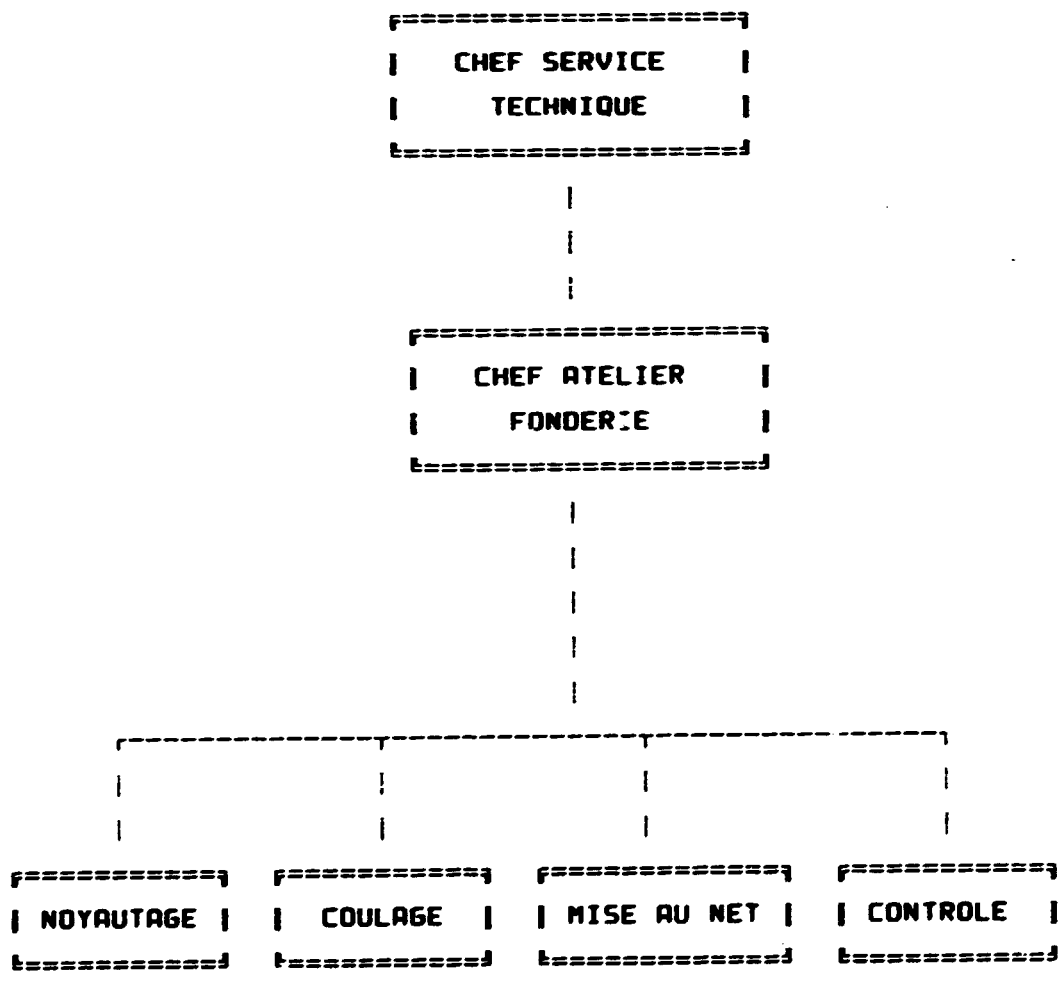 CHEF SERVICE
TECHNIQUE
CHEF ATELIER
FONDERIE
NOYAUTAGE
COULAGE
MISE AU NET
CONTROLE